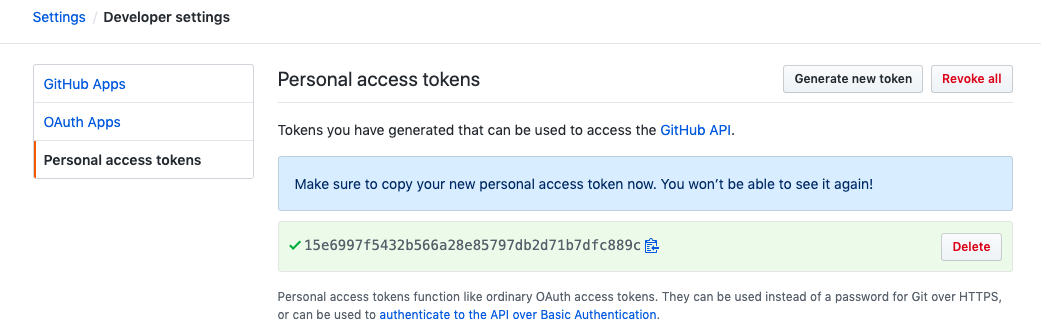 Settings / Developer settings
GitHub Apps
OAuth Apps
Personal access tokens
Personal access tokens
Generate new token
Revoke all
Tokens you have generated that can be used to access the GitHub API.
Make sure to copy your new personal access token now. You won’t be able to see it again!
15e6997f5432b566a28e85797db2d71b7dfc889c
Delete
Personal access tokens function like ordinary OAuth access tokens. They can be used instead of a password for Git over HTTPS,
or can be used to authenticate to the API over Basic Authentication.